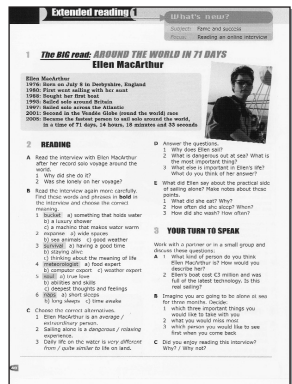 Extended reading 1
What's new?
Subject: Fame and success
Focus: Reading an online interview
1 The BIG read: AROUND THE WORLD IN 71 DAYS
Ellen MacArthur
Ellen MacArthur
1976: Born on July 8 in Derbyshire, England
1980: First went sailing with her aunt
1988: Bought her first boat
1995: Sailed solo around Britain
1997: Sailed solo across the Atlantic
2001: Second in the Vendée Globe (round the world) race
2005: Became the fastest person to sail solo around the world,
in a time of 71 days, 14 hours, 18 minutes and 33 seconds
2 READING
A Read the interview with Ellen MacArthur
after her record solo voyage around the
world.
1 Why did she do it?
2 Was she lonely on her voyage?
B Read the interview again more carefully.
Find these words and phrases in bold in
the interview and choose the correct
meaning.
1 bucket a) something that holds water
b) a luxury shower
c) a machine that makes water warm
2 expanse a) wide spaces
b) sea animals c) good weather
3 survival a) having a good time
b) staying alive
c) thinking about the meaning of life
4 meteorologist a) food expert
b) computer expert c) weather expert
5 soul a) true love
b) abilities and skills
c) deepest thoughts and feelings
6 naps a) short sleeps
b) long sleeps c) time awake
C Choose the correct alternatives.
1 Ellen MacArthur is an average /
extraordinary person.
2 Sailing alone is a dangerous / relaxing
experience.
3 Daily life on the water is very different
from / quite similar to life on land.
D Answer the questions.
1 Why does Ellen sail?
2 What is dangerous out at sea? What is
the most important thing?
3 What else is important in Ellen's life?
What do you think of her answer?
E What did Ellen say about the practical side
of sailing alone? Make notes about these
points.
1 What did she eat? Why?
2 How often did she sleep? When?
3 How did she wash? How often?
3 YOUR TURN TO SPEAK
Work with a partner or in a small group and
discuss these questions:
A 1 What kind of person do you think
Ellen MacArthur is? How would you
describe her?
2 Ellen's boat cost €3 million and was
full of the latest technology. Is this
real sailing?
B Imagine you are going to be alone at sea
for three months. Decide:
1 which three important things you
would like to take with you
2 what you would miss most
3 which person you would like to see
first when you come back
C Did you enjoy reading this interview?
Why? / Why not?